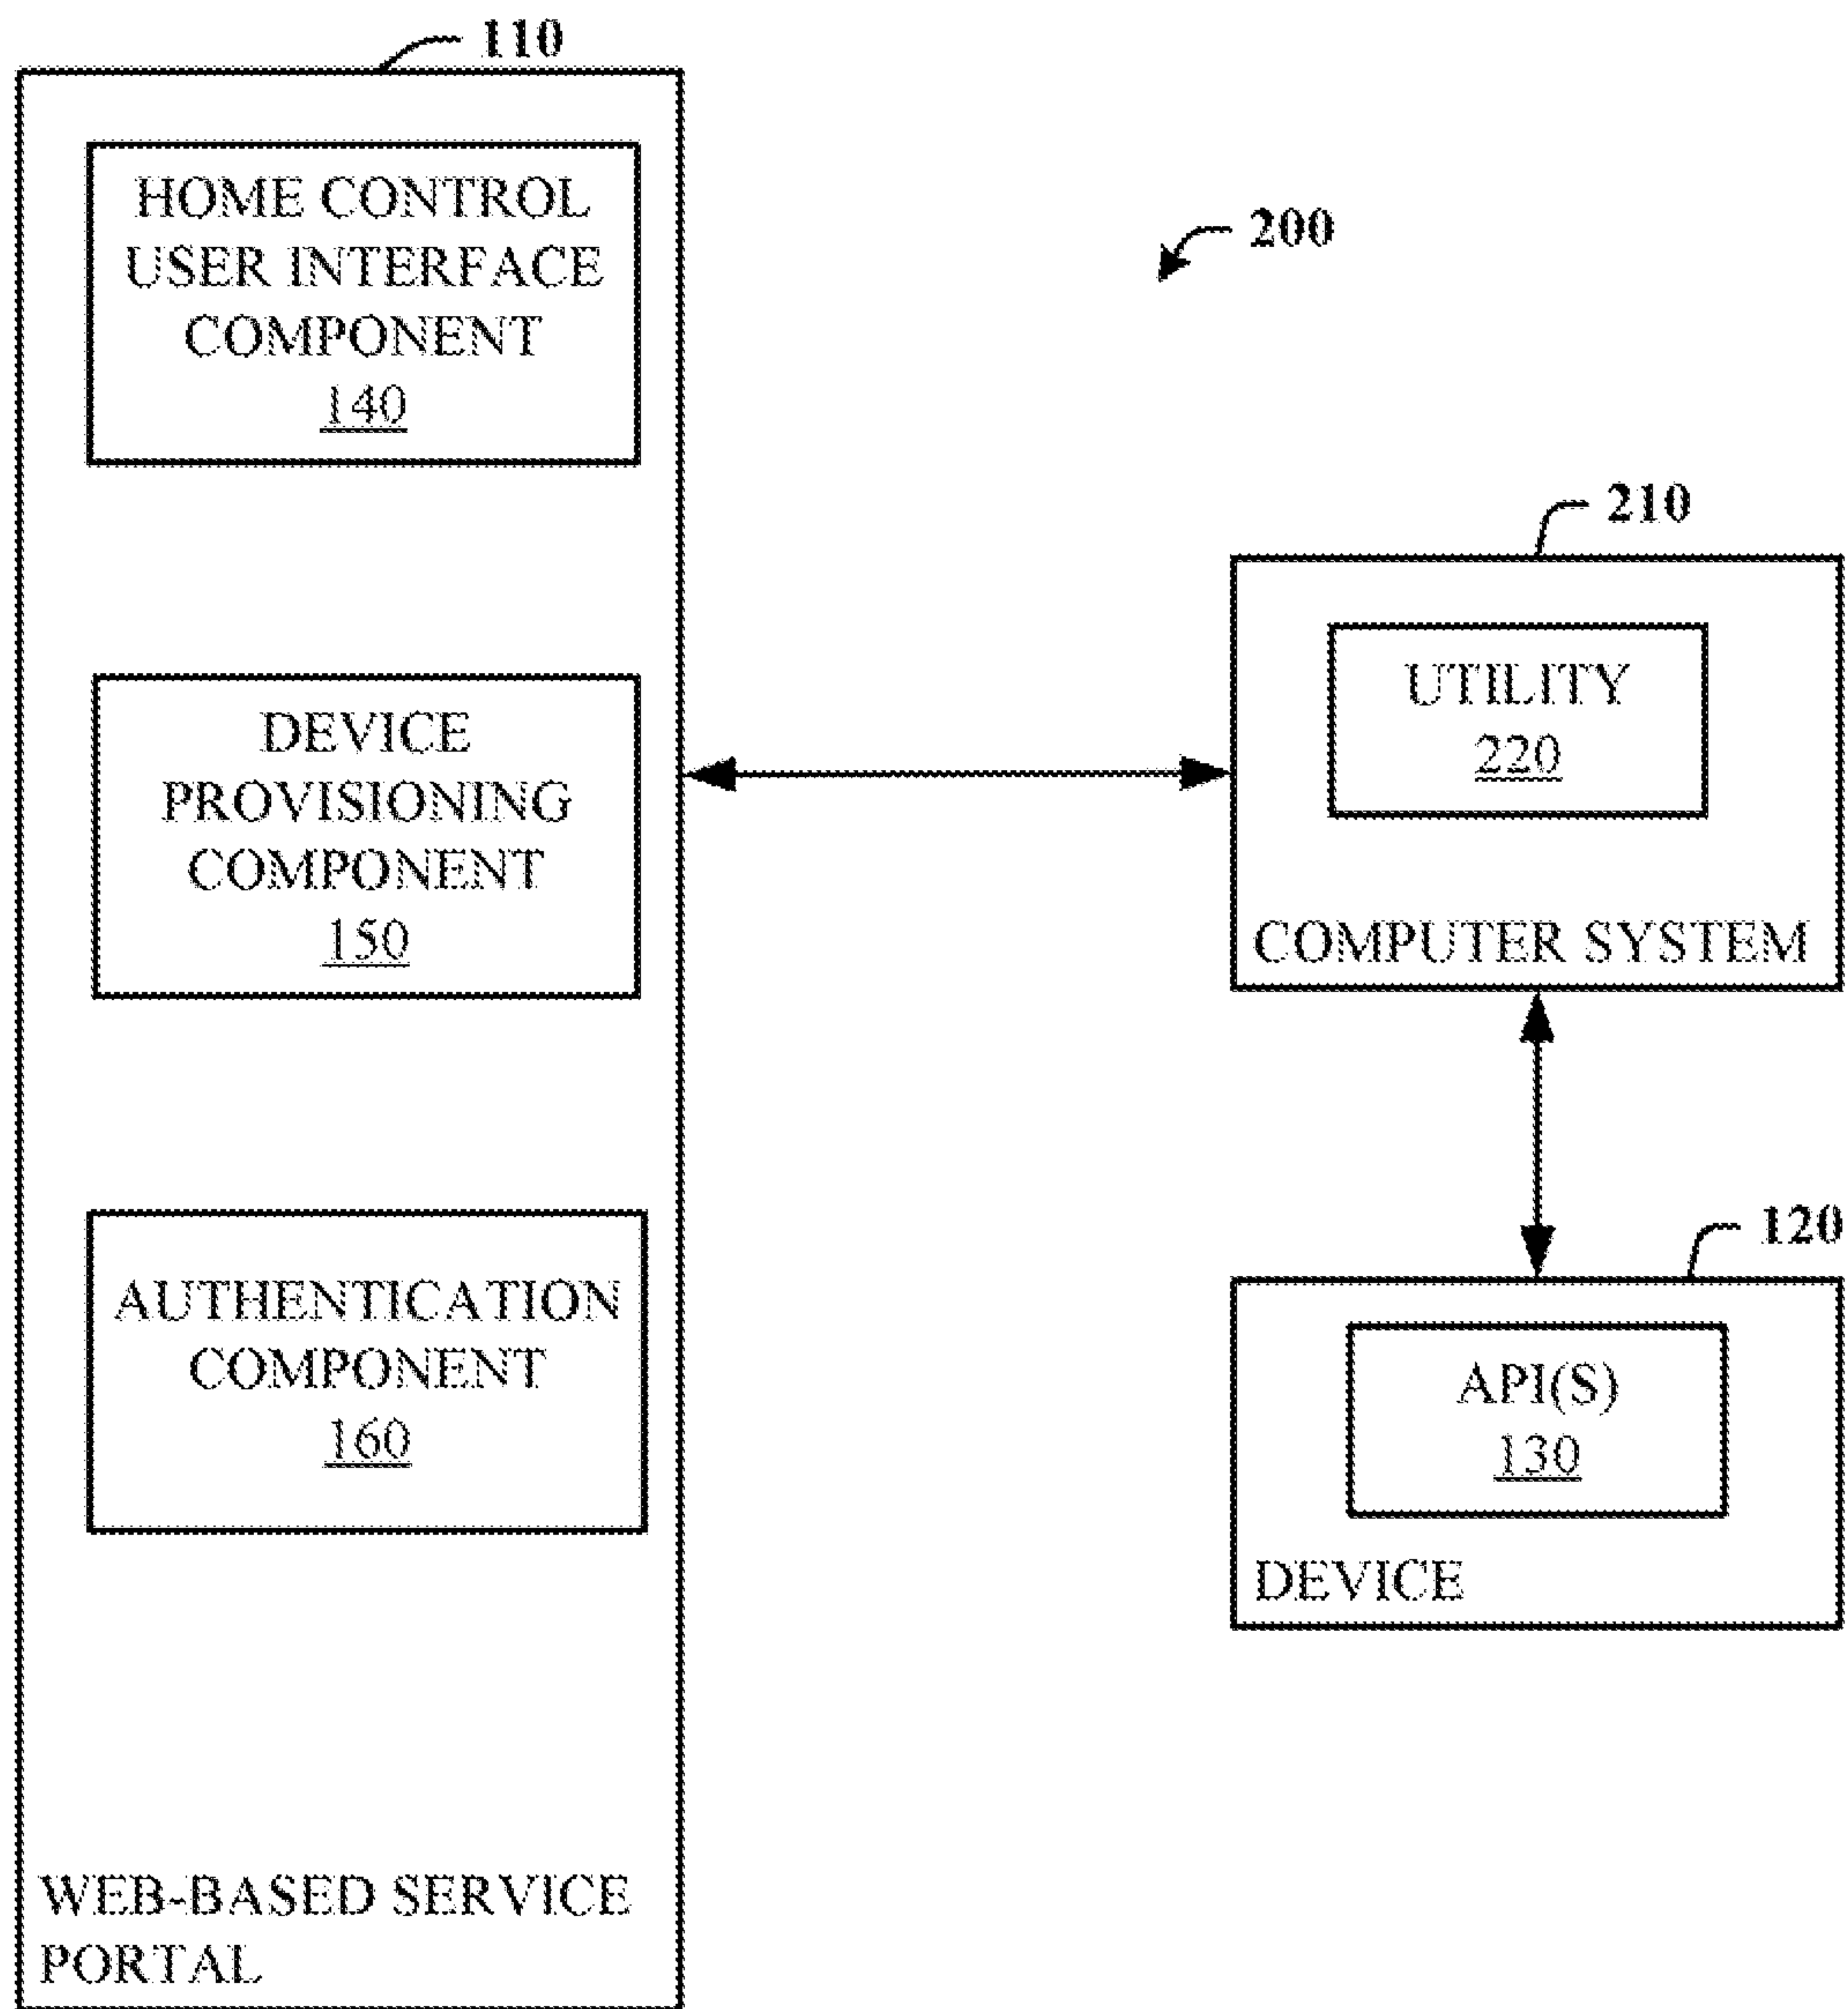 110
HOME CONTROL
USER INTERFACE
COMPONENT
140
200
210
DEVICE
PROVISIONING
COMPONENT
150
UTILITY
220
COMPUTER SYSTEM
120
AUTHENTICATION
COMPONENT
160
API(S)
130
DEVICE
WEB-BASED SERVICE
PORTAL